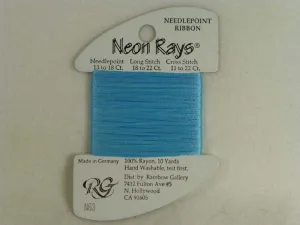 NEEDLEPOINT
RIBBON
Neon Rays®
Needlepoint Long Stitch Cross Stitch
13 to 18 Ct. 18 to 22 Ct. 11 to 22 Ct.
Made in Germany
100% Rayon, 10 Yards
Hand Washable, test first.
RG
Dist by Rainbow Gallery
7412 Fulton Ave #5
N. Hollywood
CA 91605